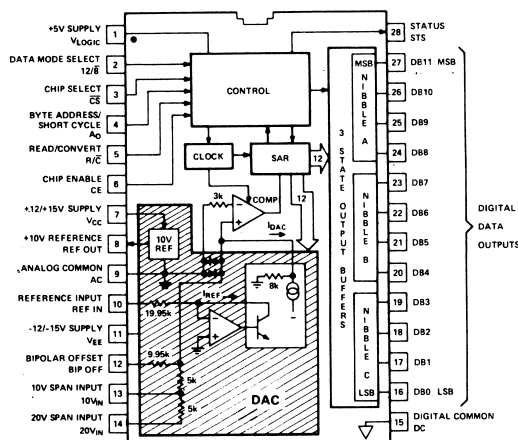 +5V SUPPLY
VLOGIC
1
DATA MODE SELECT
12/8̅
2
CHIP SELECT
C̅S̅
3
BYTE ADDRESS/
SHORT CYCLE
A0
4
READ/CONVERT
R/C̅
5
CHIP ENABLE
CE
6
+12/+15V SUPPLY
VCC
7
+10V REFERENCE
REF OUT
8
ANALOG COMMON
AC
9
REFERENCE INPUT
REF IN
10
-12/-15V SUPPLY
VEE
11
BIPOLAR OFFSET
BIP OFF
12
10V SPAN INPUT
10VIN
13
20V SPAN INPUT
20VIN
14
CONTROL
CLOCK
SAR
12
COMP
3k
12
IDAC
10V
REF
8k
IREF
19.95k
9.95k
5k
5k
DAC
3 STATE OUTPUT BUFFERS
MSB
NIBBLE A
NIBBLE B
NIBBLE C
LSB
28
STATUS
STS
27
DB11 MSB
26
DB10
25
DB9
24
DB8
23
DB7
22
DB6
21
DB5
20
DB4
19
DB3
18
DB2
17
DB1
16
DB0 LSB
15
DIGITAL COMMON
DC
DIGITAL
DATA
OUTPUTS